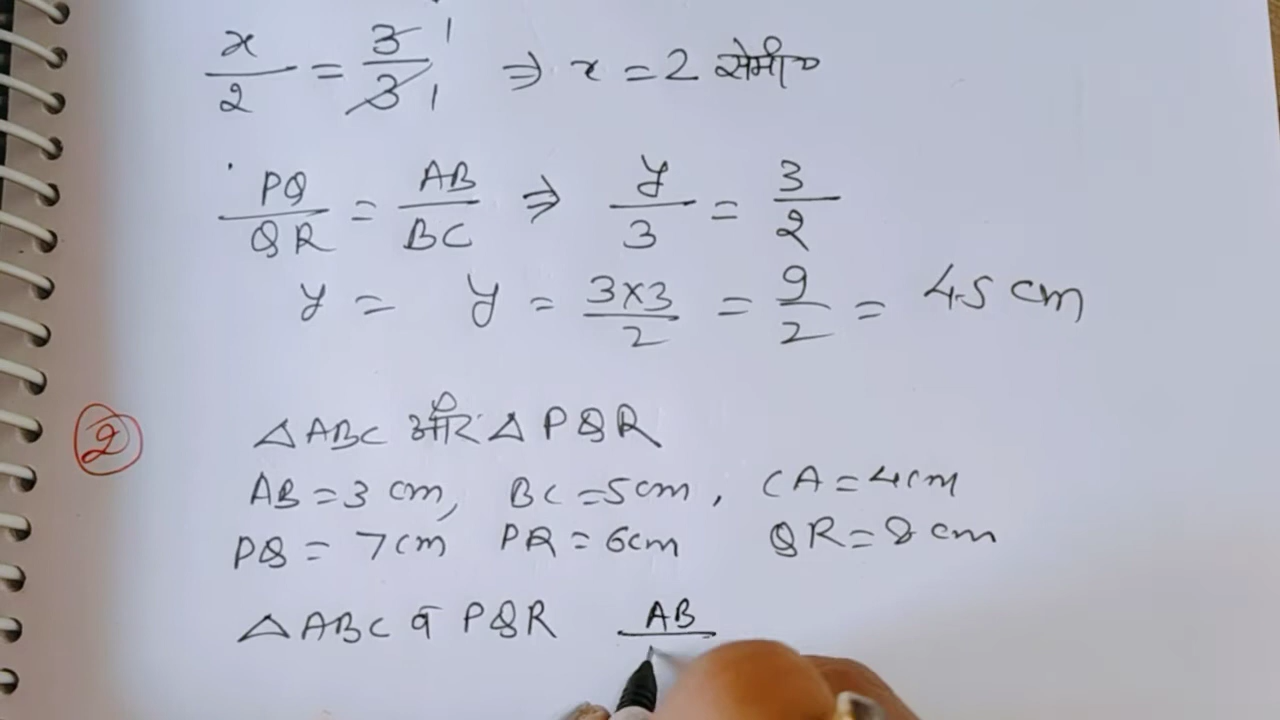 x/2 = 3/3 1 1 ⇒ x = 2 सेमी०
PQ/QR = AB/BC ⇒ y/3 = 3/2
y = y = 3×3/2 = 9/2 = 4.5 cm
② △ABC और △PQR
AB = 3 cm, BC = 5cm, CA = 4cm
PQ = 7cm PR = 6cm QR = 8 cm
△ABC व PQR AB